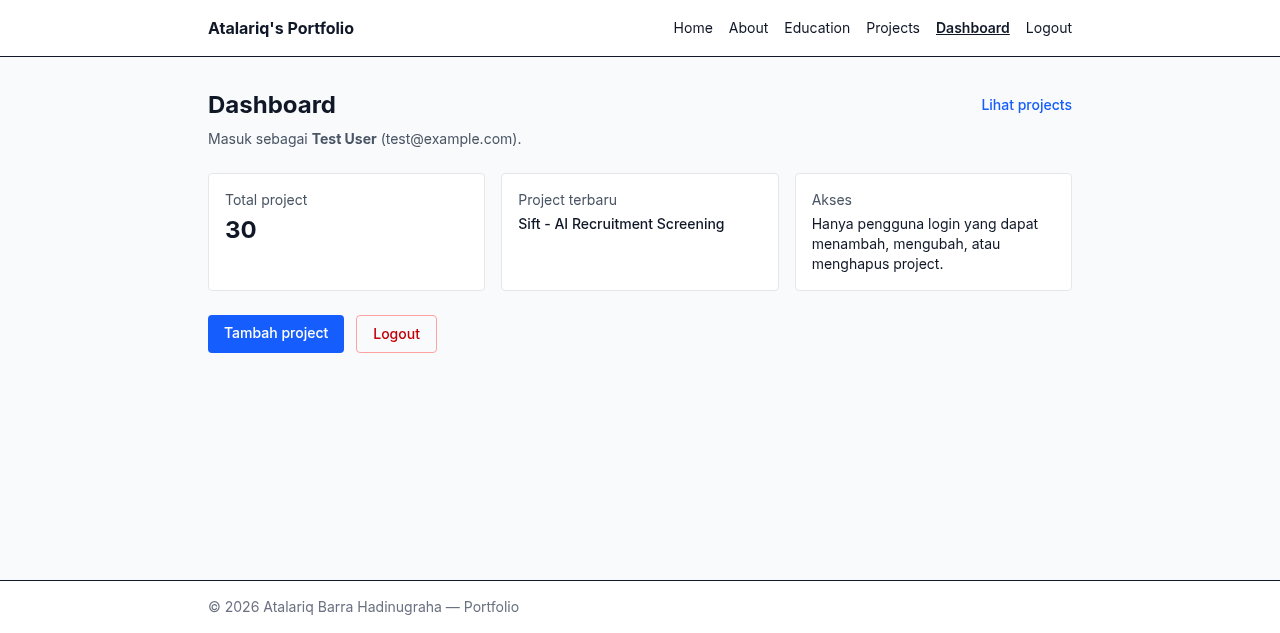 Atalariq's Portfolio
Home About Education Projects Dashboard Logout
Dashboard
Lihat projects
Masuk sebagai Test User (test@example.com).
Total project
30
Project terbaru
Sift - AI Recruitment Screening
Akses
Hanya pengguna login yang dapat
menambah, mengubah, atau
menghapus project.
Tambah project
Logout
© 2026 Atalariq Barra Hadinugraha — Portfolio